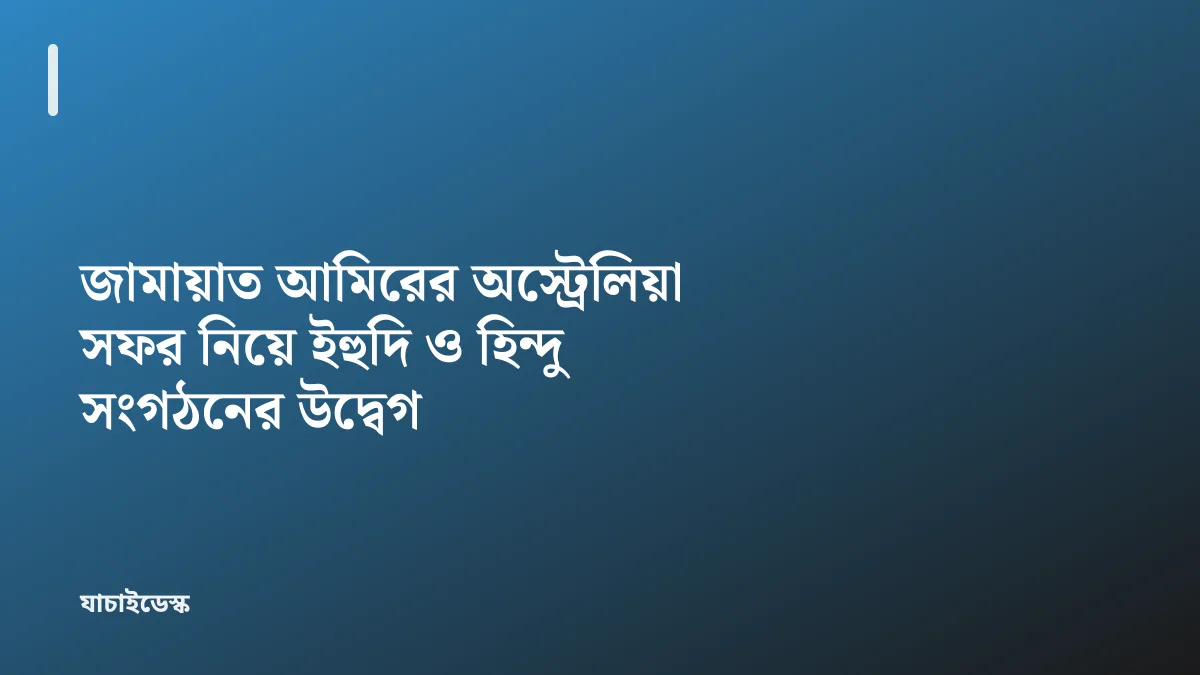 জামায়াত আমিরের অস্ট্রেলিয়া
সফর নিয়ে ইহুদি ও হিন্দু
সংগঠনের উদ্বেগ
যাচাইডেস্ক